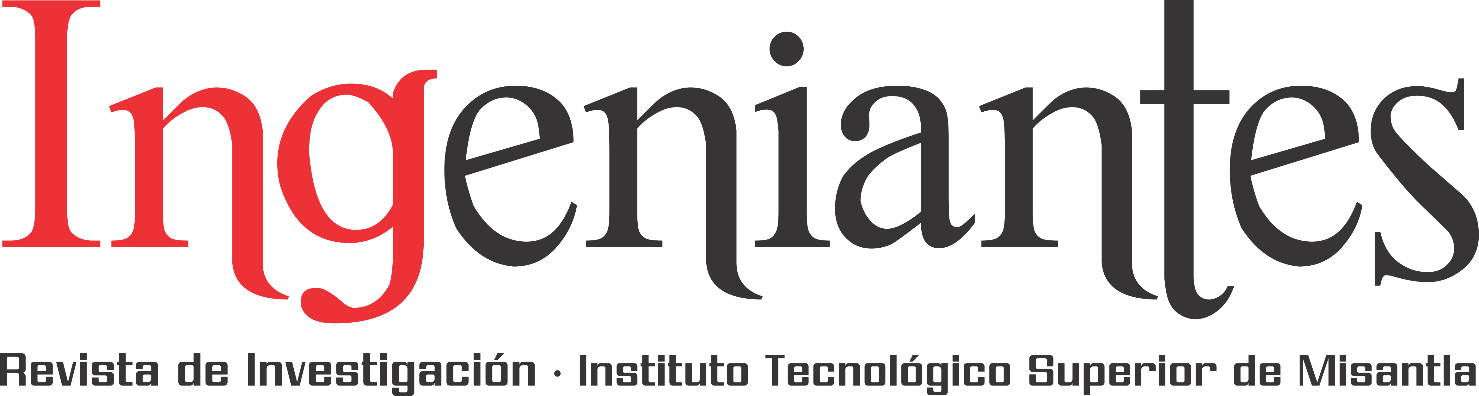 Ingeniantes
Revista de Investigación · Instituto Tecnológico Superior de Misantla